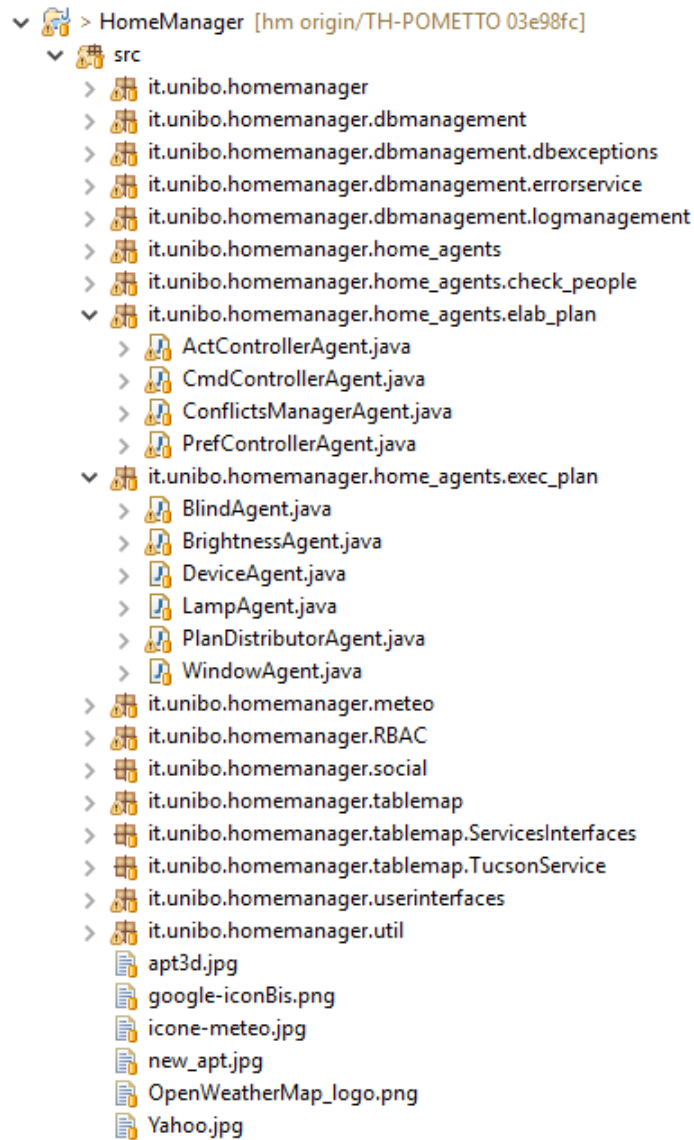 > HomeManager [hm origin/TH-POMETTO 03e98fc]
src
it.unibo.homemanager
it.unibo.homemanager.dbmanagement
it.unibo.homemanager.dbmanagement.dbexceptions
it.unibo.homemanager.dbmanagement.errorservice
it.unibo.homemanager.dbmanagement.logmanagement
it.unibo.homemanager.home_agents
it.unibo.homemanager.home_agents.check_people
it.unibo.homemanager.home_agents.elab_plan
ActControllerAgent.java
CmdControllerAgent.java
ConflictsManagerAgent.java
PrefControllerAgent.java
it.unibo.homemanager.home_agents.exec_plan
BlindAgent.java
BrightnessAgent.java
DeviceAgent.java
LampAgent.java
PlanDistributorAgent.java
WindowAgent.java
it.unibo.homemanager.meteo
it.unibo.homemanager.RBAC
it.unibo.homemanager.social
it.unibo.homemanager.tablemap
it.unibo.homemanager.tablemap.ServicesInterfaces
it.unibo.homemanager.tablemap.TucsonService
it.unibo.homemanager.userinterfaces
it.unibo.homemanager.util
apt3d.jpg
google-iconBis.png
icone-meteo.jpg
new_apt.jpg
OpenWeatherMap_logo.png
Yahoo.jpg